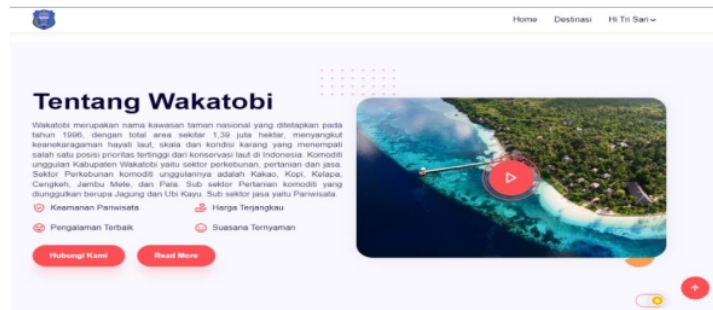 Home Destinasi Hi Tri Sari
Tentang Wakatobi
Wakatobi merupakan nama kawasan taman nasional yang ditetapkan pada
tahun 1996, dengan total area sekitar 1,39 juta hektar, menyangkut
keanekaragaman hayati laut, skala dan kondisi karang yang menempati
salah satu posisi prioritas tertinggi dari konservasi laut di Indonesia. Komoditi
unggulan Kabupaten Wakatobi yaitu sektor perkebunan, pertanian dan jasa.
Sektor Perkebunan komoditi unggulannya adalah Kakao, Kopi, Kelapa,
Cengkeh, Jambu Mete, dan Pala. Sub sektor Pertanian komoditi yang
diunggulkan berupa Jagung dan Ubi Kayu. Sub sektor jasa yaitu Pariwisata.
Keamanan Pariwisata Harga Terjangkau
Pengalaman Terbaik Suasana Ternyaman
Hubungi Kami Read More